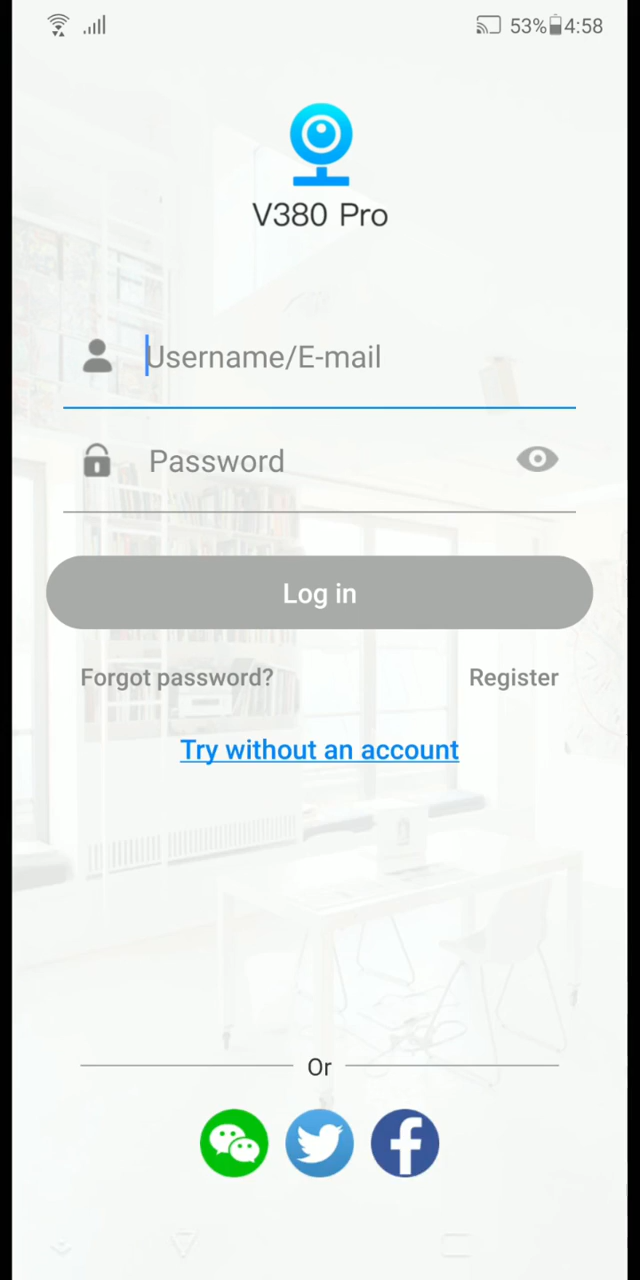 53% 4:58
V380 Pro
Username/E-mail
Password
Log in
Forgot password? Register
Try without an account
Or